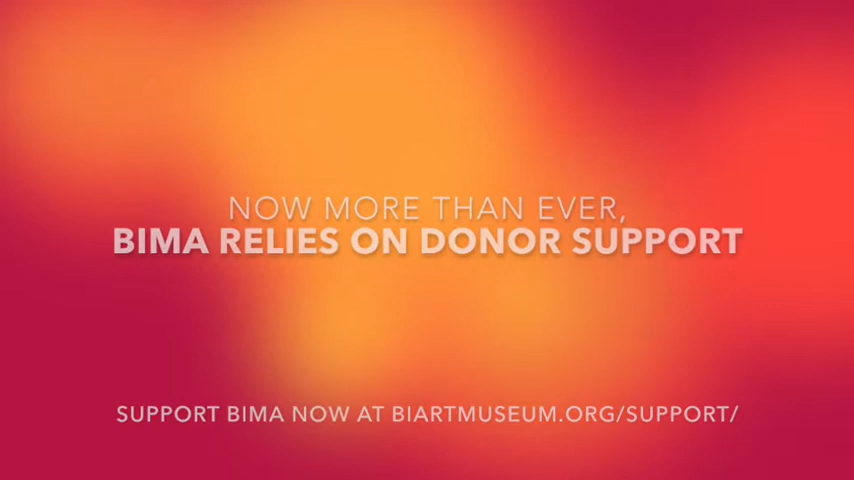 NOW MORE THAN EVER,
BIMA RELIES ON DONOR SUPPORT
SUPPORT BIMA NOW AT BIARTMUSEUM.ORG/SUPPORT/